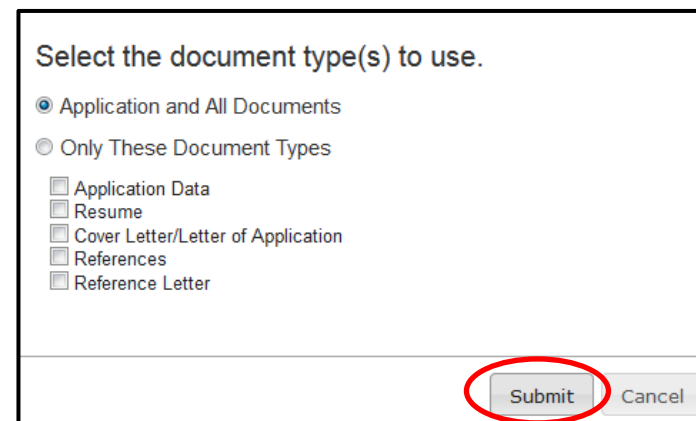 Select the document type(s) to use.
Application and All Documents
Only These Document Types
Application Data
Resume
Cover Letter/Letter of Application
References
Reference Letter
Submit Cancel